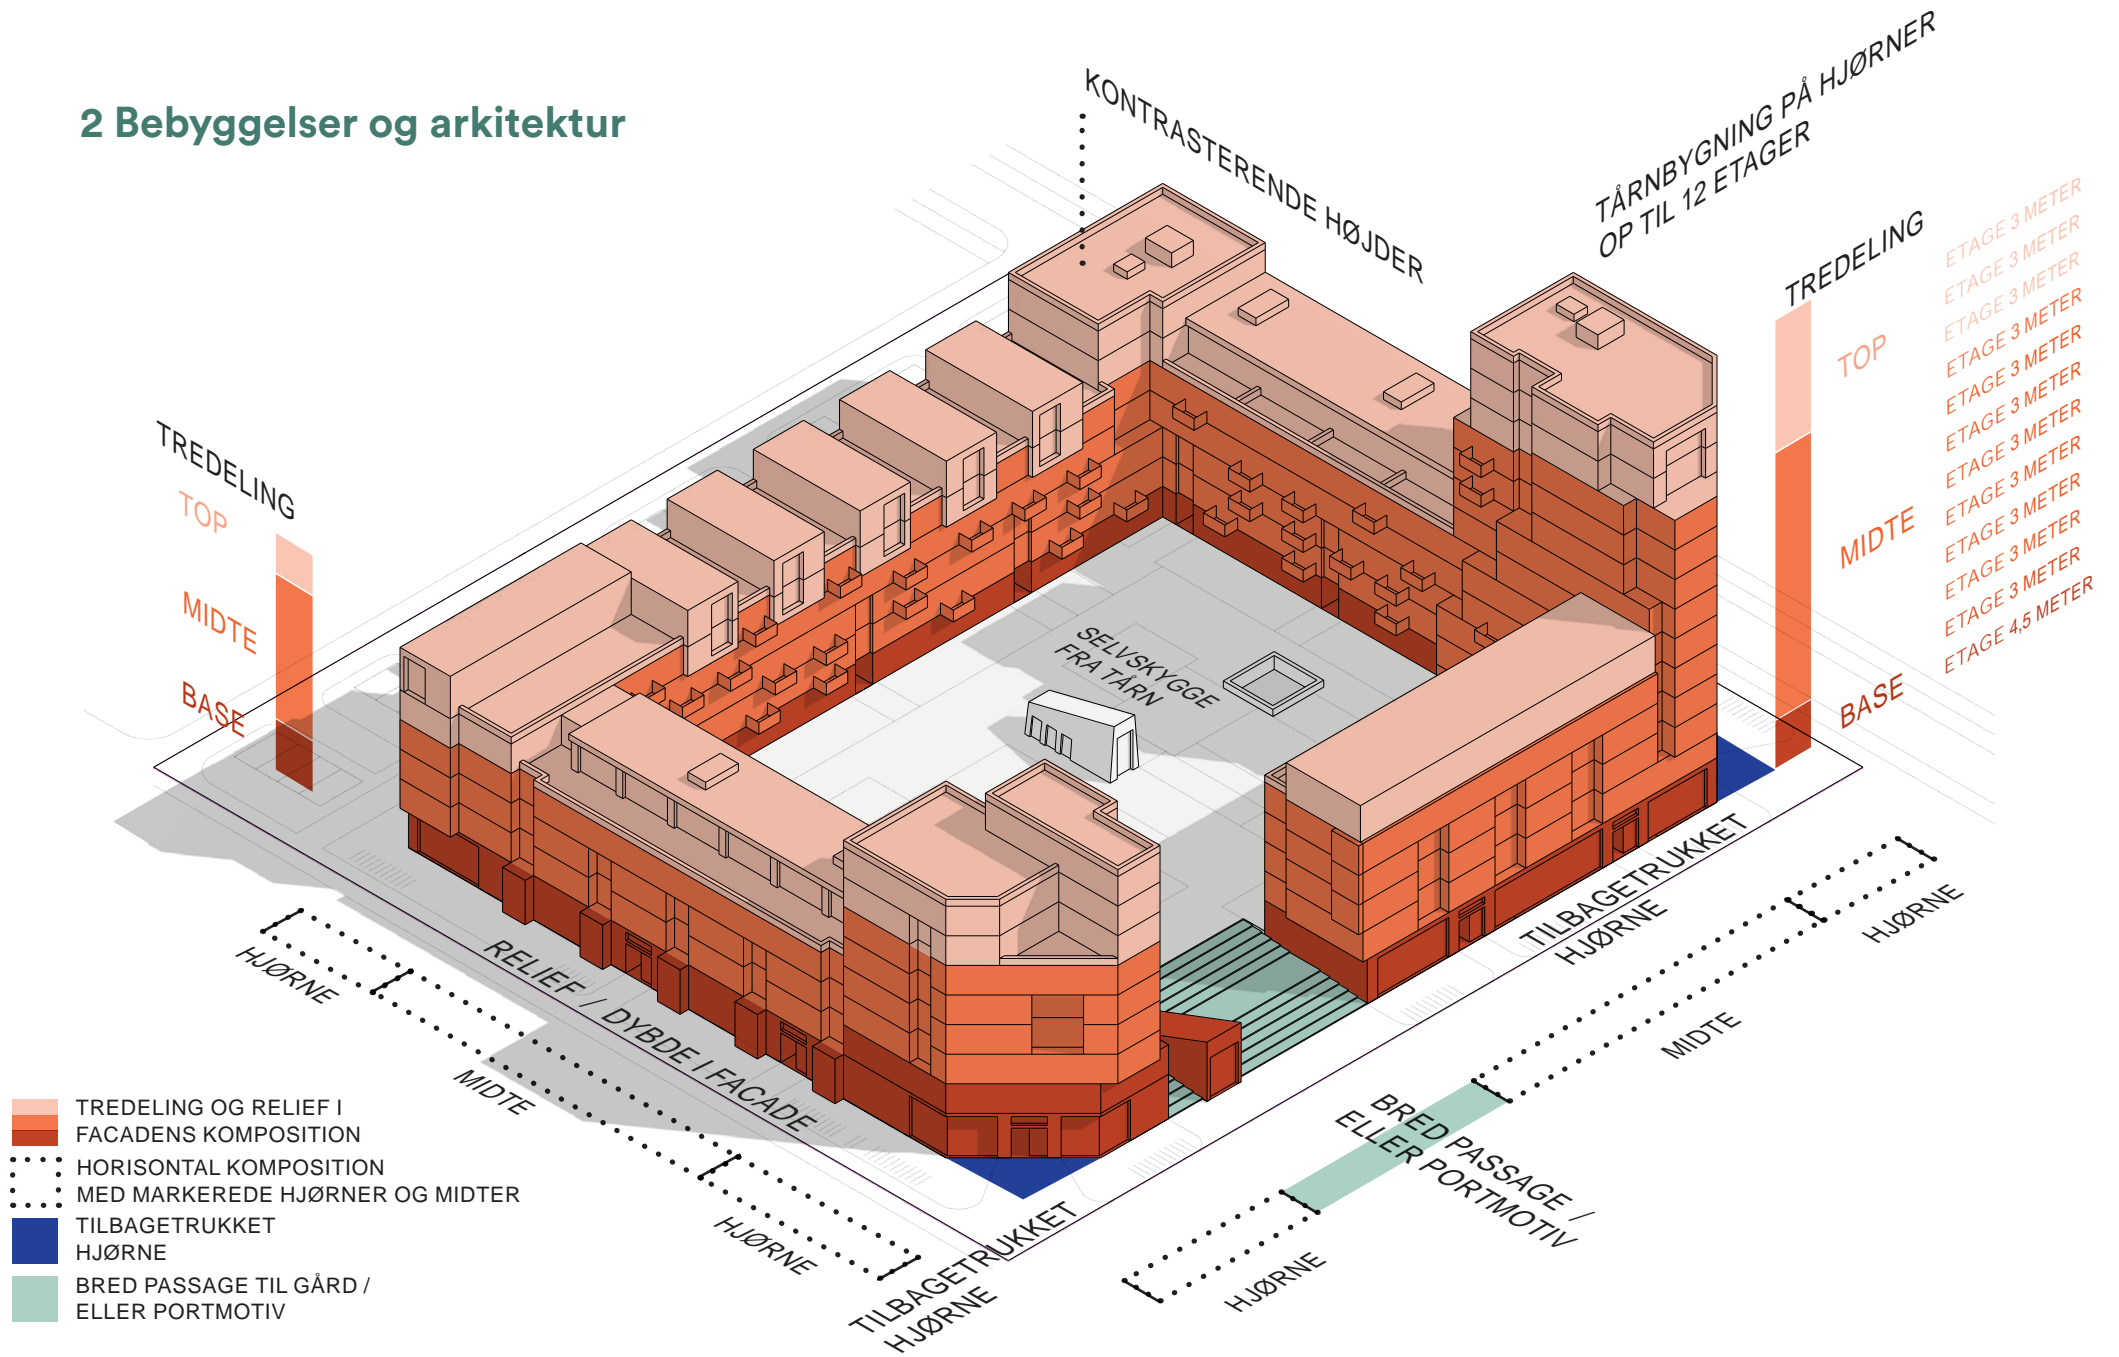 2 Bebyggelser og arkitektur
KONTRASTERENDE HØJDER
TÅRNBYGNING PÅ HJØRNER
OP TIL 12 ETAGER
TREDELING
TOP
MIDTE
BASE
ETAGE 3 METER
ETAGE 3 METER
ETAGE 3 METER
ETAGE 3 METER
ETAGE 3 METER
ETAGE 3 METER
ETAGE 3 METER
ETAGE 3 METER
ETAGE 3 METER
ETAGE 3 METER
ETAGE 3 METER
ETAGE 4,5 METER
TREDELING
TOP
MIDTE
BASE
SELVSKYGGE
FRA TÅRN
HJØRNE
MIDTE
HJØRNE
RELIEF / DYBDE I FACADE
TILBAGETRUKKET
HJØRNE
TILBAGETRUKKET
HJØRNE
HJØRNE
MIDTE
BRED PASSAGE /
ELLER PORTMOTIV
HJØRNE
TREDELING OG RELIEF I
FACADENS KOMPOSITION
HORISONTAL KOMPOSITION
MED MARKEREDE HJØRNER OG MIDTER
TILBAGETRUKKET
HJØRNE
BRED PASSAGE TIL GÅRD /
ELLER PORTMOTIV